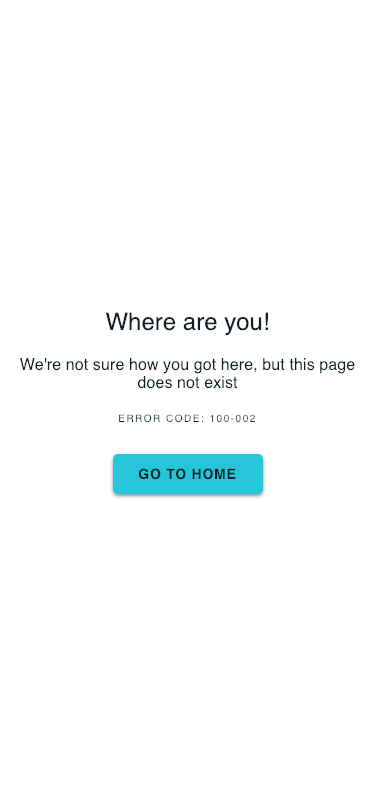 Where are you!
We're not sure how you got here, but this page
does not exist
ERROR CODE: 100-002
GO TO HOME